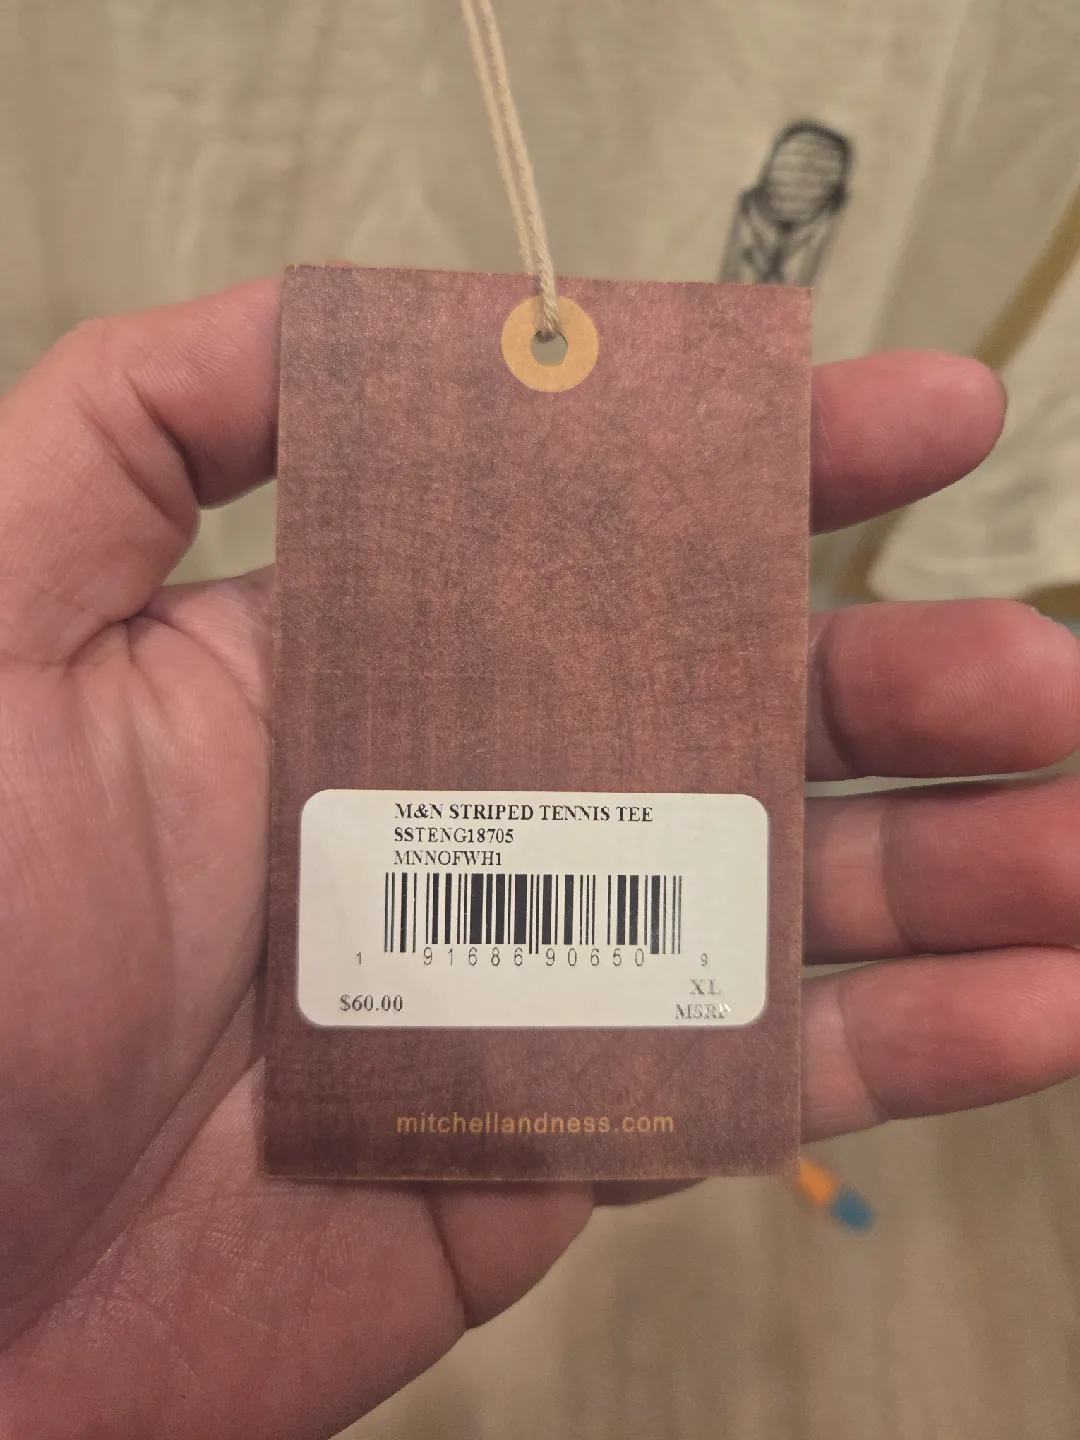 M&N STRIPED TENNIS TEE
SSTENG18705
MNNOFWH1
1 91686 90650 9
$60.00
XL
MSRP
mitchellandness.com